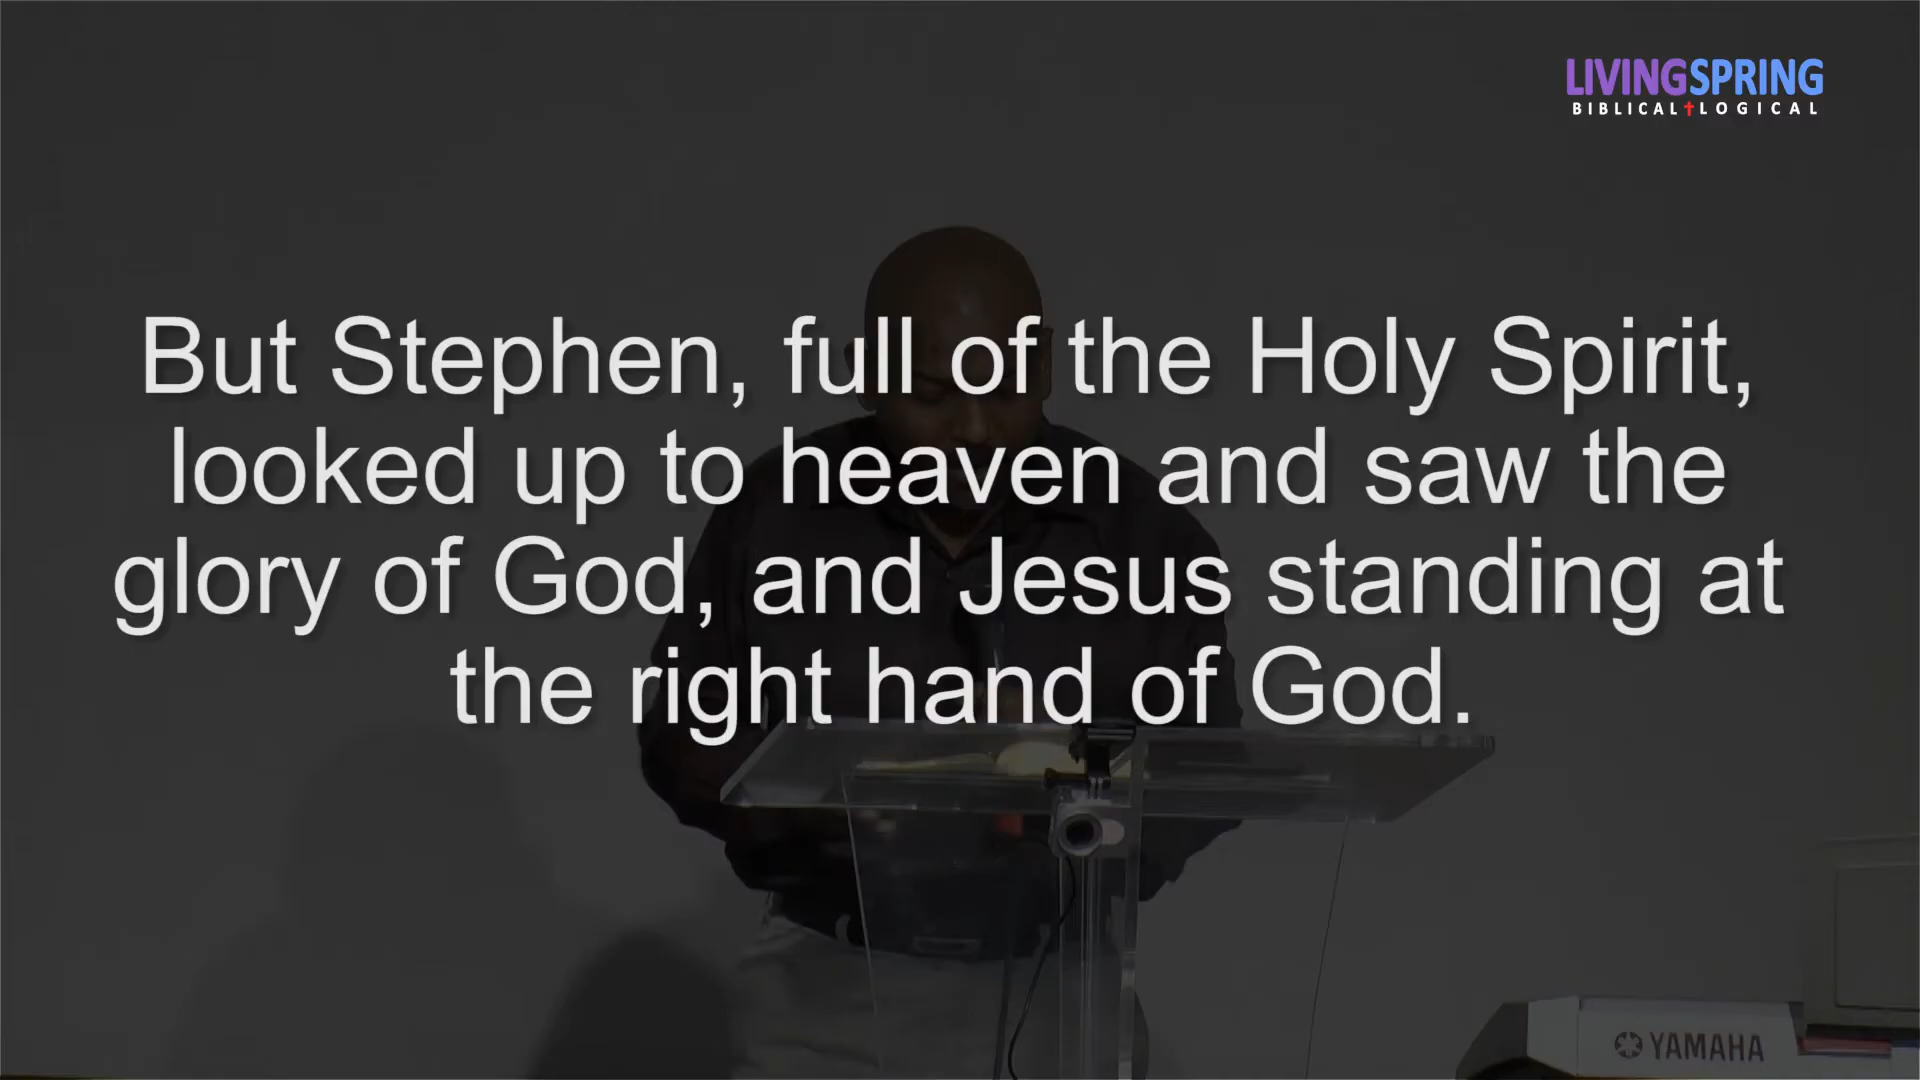 LIVINGSPRING
BIBLICAL✝LOGICAL
But Stephen, full of the Holy Spirit,
looked up to heaven and saw the
glory of God, and Jesus standing at
the right hand of God.
YAMAHA